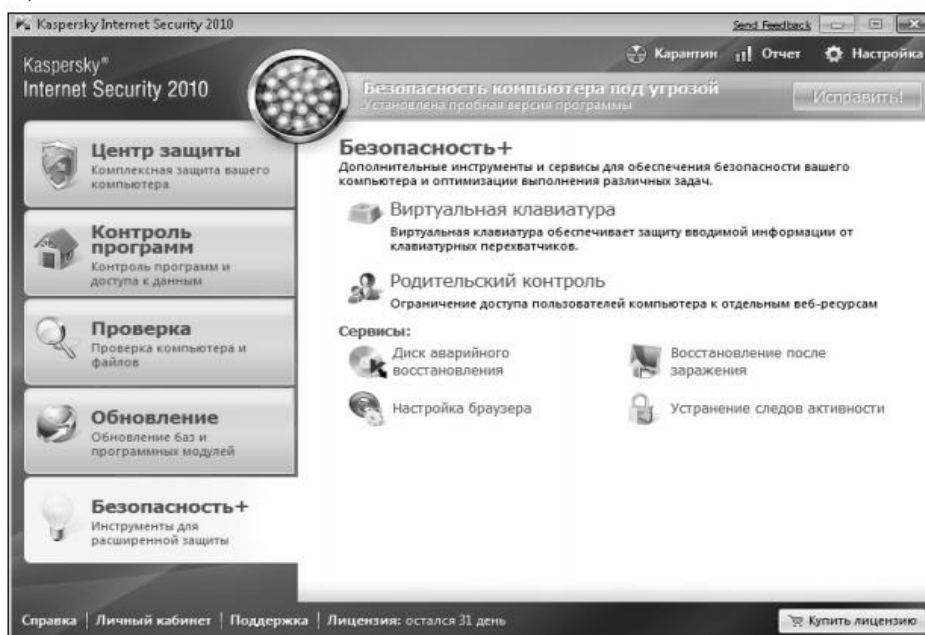 Kaspersky Internet Security 2010
Send Feedback
Kaspersky®
Internet Security 2010
Карантин
Отчет
Настройка
Безопасность компьютера под угрозой
Установлена пробная версия программы
Исправить!
Центр защиты
Комплексная защита вашего
компьютера
Контроль
программ
Контроль программ и
доступа к данным
Проверка
Проверка компьютера и
файлов
Обновление
Обновление баз и
программных модулей
Безопасность+
Инструменты для
расширенной защиты
Безопасность+
Дополнительные инструменты и сервисы для обеспечения безопасности вашего
компьютера и оптимизации выполнения различных задач.
Виртуальная клавиатура
Виртуальная клавиатура обеспечивает защиту вводимой информации от
клавиатурных перехватчиков.
Родительский контроль
Ограничение доступа пользователей компьютера к отдельным веб-ресурсам
Сервисы:
Диск аварийного
восстановления
Восстановление после
заражения
Настройка браузера
Устранение следов активности
Справка | Личный кабинет | Поддержка | Лицензия: остался 31 день
Купить лицензию